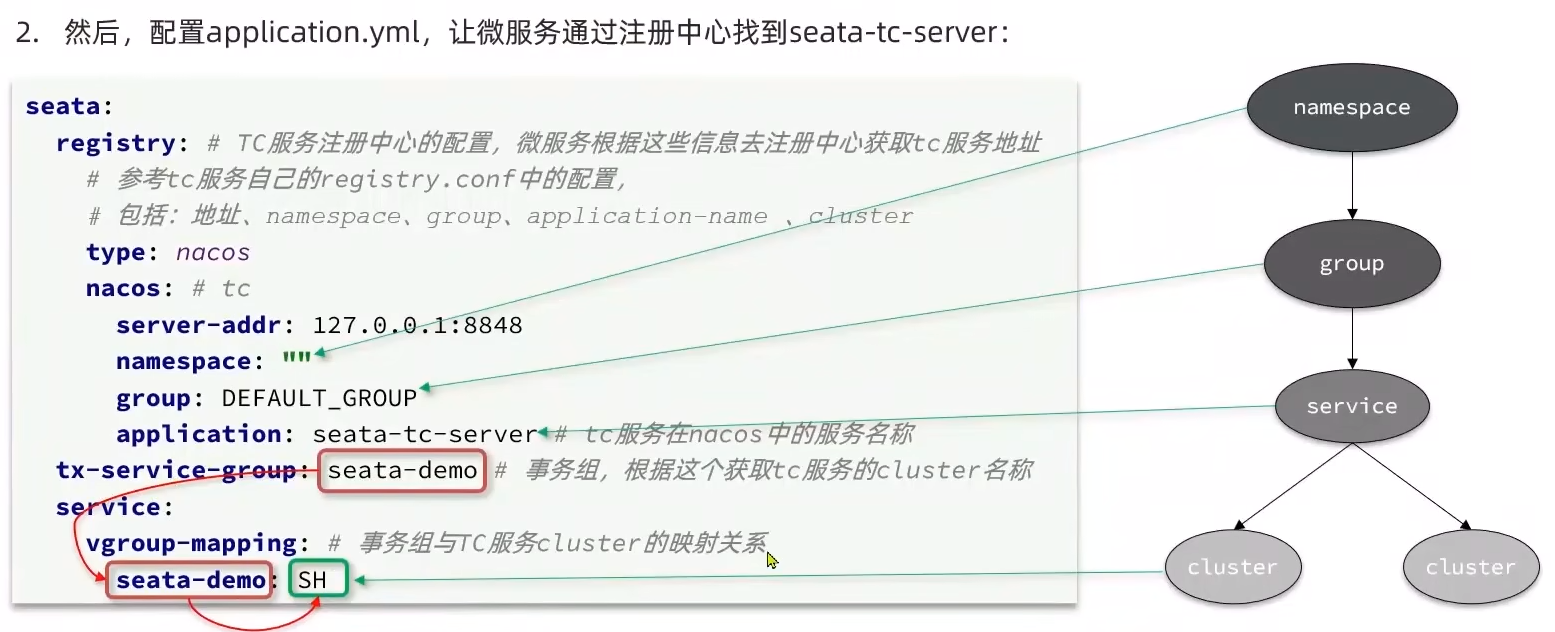 2. 然后，配置application.yml，让微服务通过注册中心找到seata-tc-server：
seata:
registry: # TC服务注册中心的配置，微服务根据这些信息去注册中心获取tc服务地址
# 参考tc服务自己的registry.conf中的配置，
# 包括：地址、namespace、group、application-name 、cluster
type: nacos
nacos: # tc
server-addr: 127.0.0.1:8848
namespace: ""
group: DEFAULT_GROUP
application: seata-tc-server # tc服务在nacos中的服务名称
tx-service-group: seata-demo # 事务组，根据这个获取tc服务的cluster名称
service:
vgroup-mapping: # 事务组与TC服务cluster的映射关系
seata-demo: SH
namespace
group
service
cluster
cluster